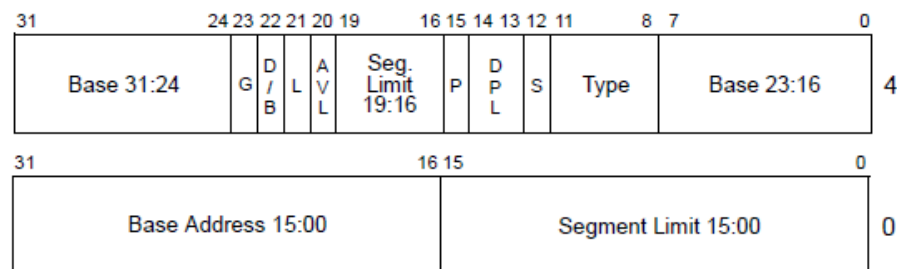 31 24 23 22 21 20 19 16 15 14 13 12 11 8 7 0
Base 31:24 G D/B L AVL Seg. Limit 19:16 P DPL S Type Base 23:16 4
31 16 15 0
Base Address 15:00 Segment Limit 15:00 0